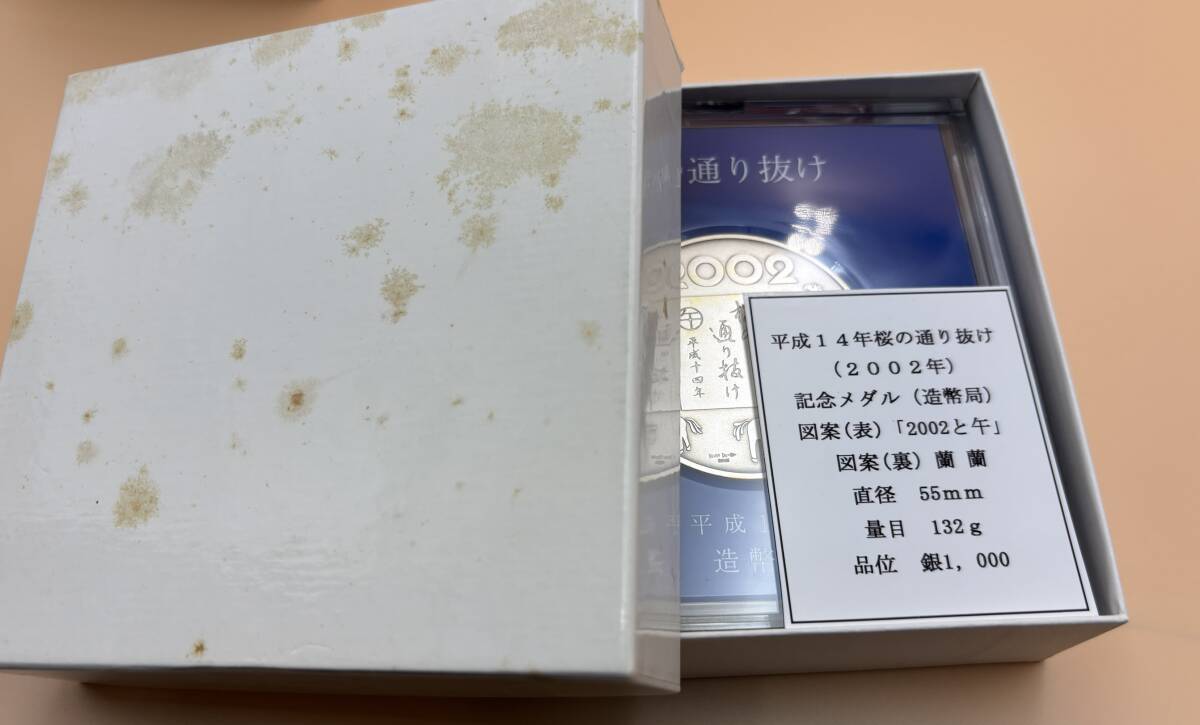 通り抜け
2002
午
通り抜け
平成十四年
平成1
造幣
平成14年桜の通り抜け
(2002年)
記念メダル(造幣局)
図案(表)「2002と午」
図案(裏) 蘭 蘭
直径 55mm
量目 132g
品位 銀1,000